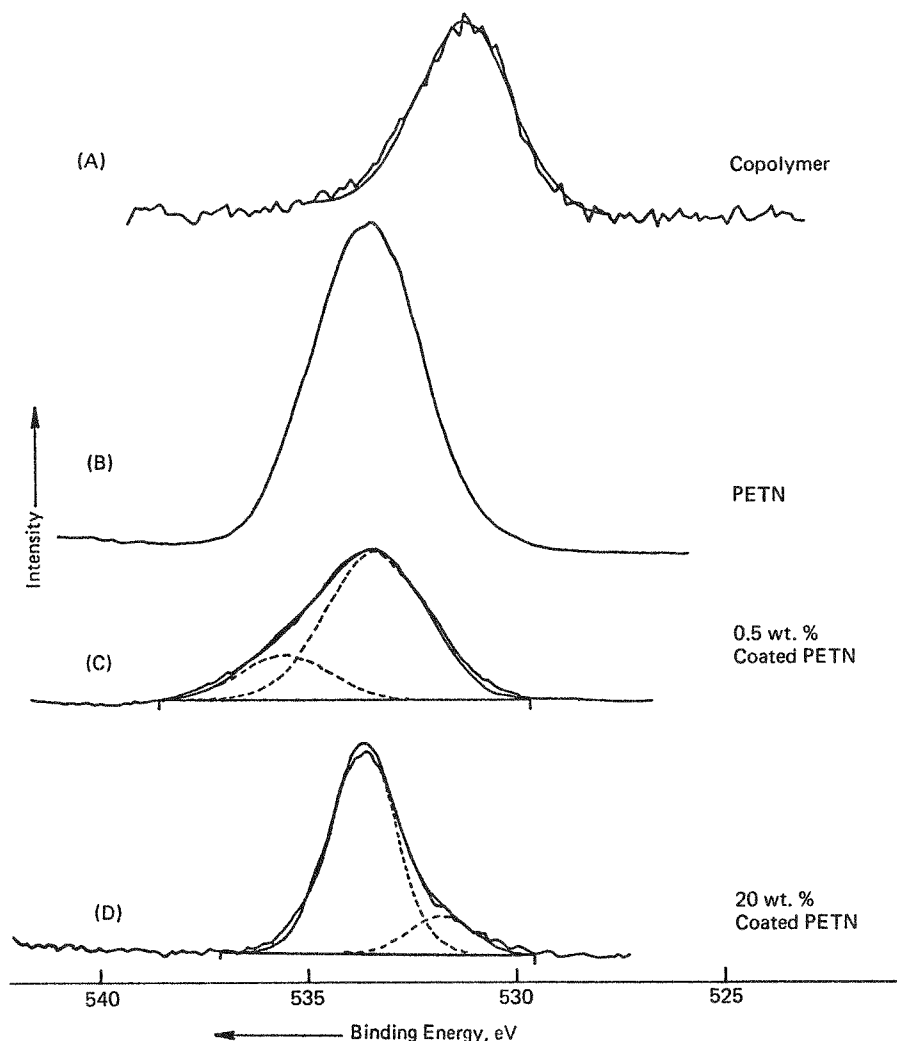 (A)
Copolymer
(B)
PETN
Intensity
(C)
0.5 wt. %
Coated PETN
(D)
20 wt. %
Coated PETN
540
535
530
525
Binding Energy, eV